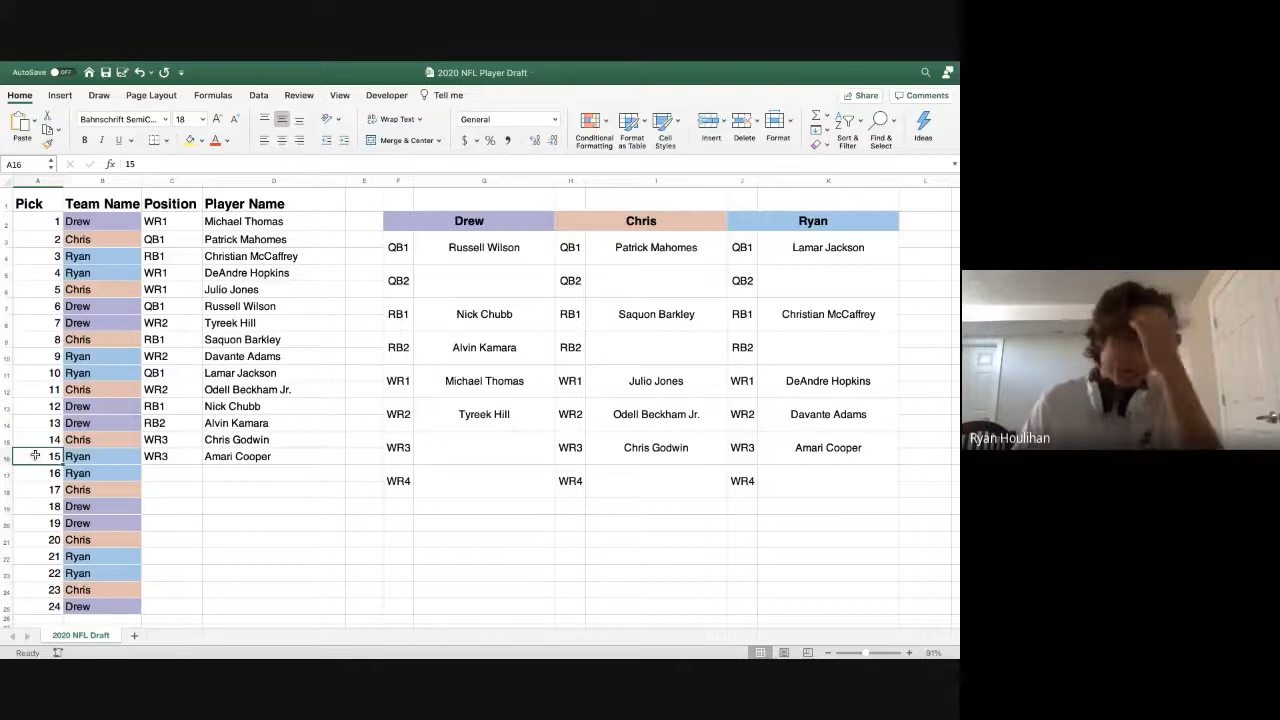 AutoSave OFF
2020 NFL Player Draft
Home Insert Draw Page Layout Formulas Data Review View Developer Tell me
Share Comments
Paste
Bahnschrift SemiC... 18
B I U
Wrap Text
Merge & Center
General
Conditional Formatting
Format as Table
Cell Styles
Insert
Delete
Format
Sort & Filter
Find & Select
Ideas
A16 fx 15
A B C D E F G H I J K L
Pick Team Name Position Player Name
1 Drew WR1 Michael Thomas
2 Chris QB1 Patrick Mahomes
3 Ryan RB1 Christian McCaffrey
4 Ryan WR1 DeAndre Hopkins
5 Chris WR1 Julio Jones
6 Drew QB1 Russell Wilson
7 Drew WR2 Tyreek Hill
8 Chris RB1 Saquon Barkley
9 Ryan WR2 Davante Adams
10 Ryan QB1 Lamar Jackson
11 Chris WR2 Odell Beckham Jr.
12 Drew RB1 Nick Chubb
13 Drew RB2 Alvin Kamara
14 Chris WR3 Chris Godwin
15 Ryan WR3 Amari Cooper
16 Ryan
17 Chris
18 Drew
19 Drew
20 Chris
21 Ryan
22 Ryan
23 Chris
24 Drew
Drew Chris Ryan
QB1 Russell Wilson QB1 Patrick Mahomes QB1 Lamar Jackson
QB2 QB2 QB2
RB1 Nick Chubb RB1 Saquon Barkley RB1 Christian McCaffrey
RB2 Alvin Kamara RB2 RB2
WR1 Michael Thomas WR1 Julio Jones WR1 DeAndre Hopkins
WR2 Tyreek Hill WR2 Odell Beckham Jr. WR2 Davante Adams
WR3 WR3 Chris Godwin WR3 Amari Cooper
WR4 WR4 WR4
2020 NFL Draft +
Ready
91%
Ryan Houlihan